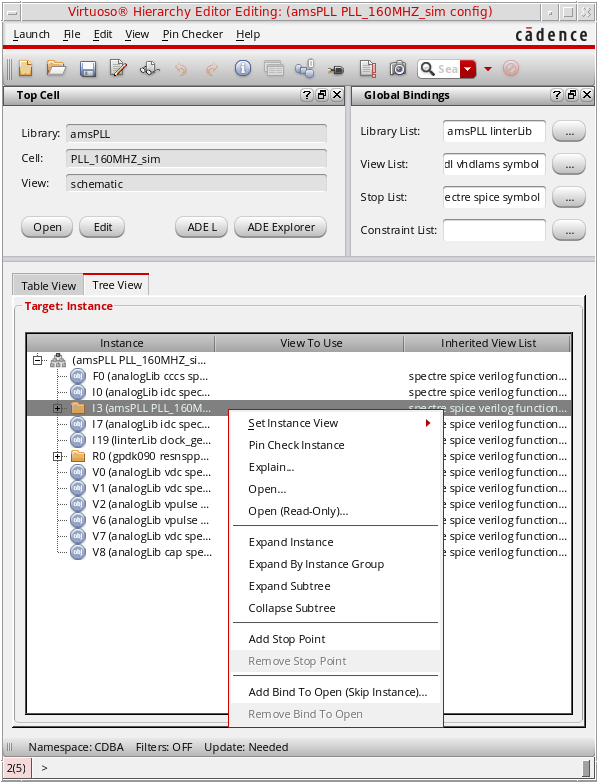 Virtuoso® Hierarchy Editor Editing: (amsPLL PLL_160MHZ_sim config)
Launch File Edit View Pin Checker Help
cādence
Sea
Top Cell
Library: amsPLL
Cell: PLL_160MHZ_sim
View: schematic
Open Edit ADE L ADE Explorer
Global Bindings
Library List: amsPLL linterLib ...
View List: dl vhdlams symbol ...
Stop List: ectre spice symbol ...
Constraint List: ...
Table View Tree View
Target: Instance
Instance View To Use Inherited View List
(amsPLL PLL_160MHZ_si...
F0 (analogLib cccs sp... spectre spice verilog function...
I0 (analogLib idc spec... spectre spice verilog function...
I3 (amsPLL PLL_160M... spectre spice verilog function...
I7 (analogLib idc spec... spice verilog function...
I19 (linterLib clock_ge... spice verilog function...
R0 (gpdk090 resnspp... spice verilog function...
V0 (analogLib vdc spe... spice verilog function...
V1 (analogLib vdc spe... spice verilog function...
V2 (analogLib vpulse ... spice verilog function...
V6 (analogLib vpulse ... spice verilog function...
V7 (analogLib vdc spe... spice verilog function...
V8 (analogLib cap spe... spice verilog function...
Set Instance View
Pin Check Instance
Explain...
Open...
Open (Read-Only)...
Expand Instance
Expand By Instance Group
Expand Subtree
Collapse Subtree
Add Stop Point
Remove Stop Point
Add Bind To Open (Skip Instance)...
Remove Bind To Open
Namespace: CDBA Filters: OFF Update: Needed
2(5) >